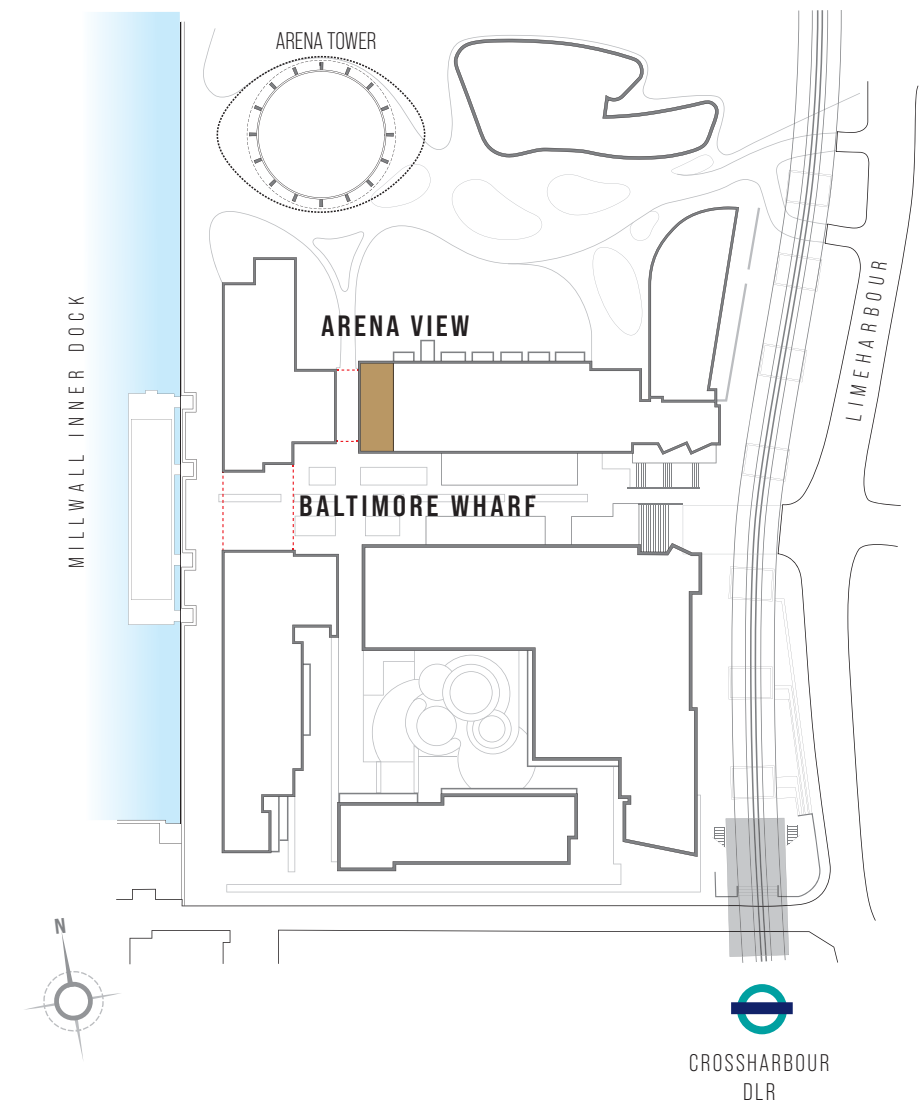 ARENA TOWER
ARENA VIEW
MILLWALL INNER DOCK
LIMEHARBOUR
BALTIMORE WHARF
N
CROSSHARBOUR
DLR